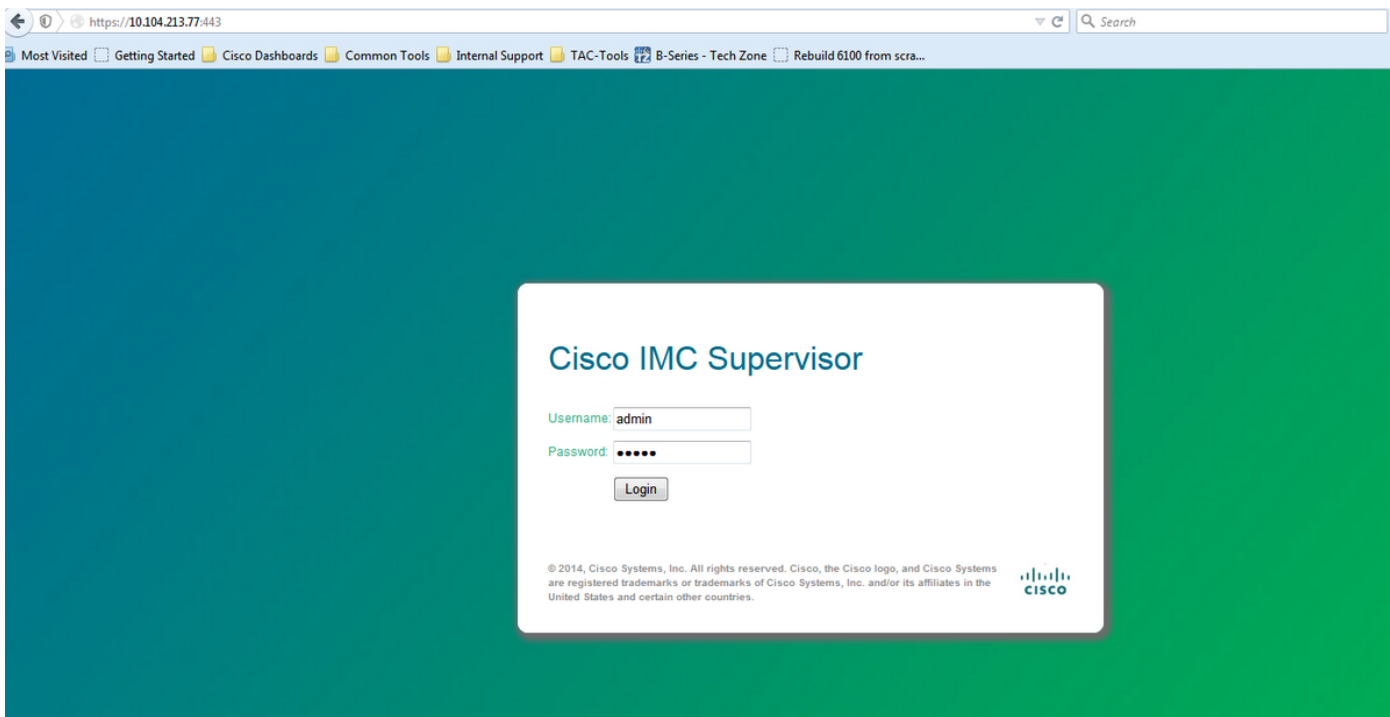 https://10.104.213.77:443
Search
Most Visited Getting Started Cisco Dashboards Common Tools Internal Support TAC-Tools B-Series - Tech Zone Rebuild 6100 from scra...
Cisco IMC Supervisor
Username: admin
Password: •••••
Login
© 2014, Cisco Systems, Inc. All rights reserved. Cisco, the Cisco logo, and Cisco Systems
are registered trademarks or trademarks of Cisco Systems, Inc. and/or its affiliates in the
United States and certain other countries.
CISCO